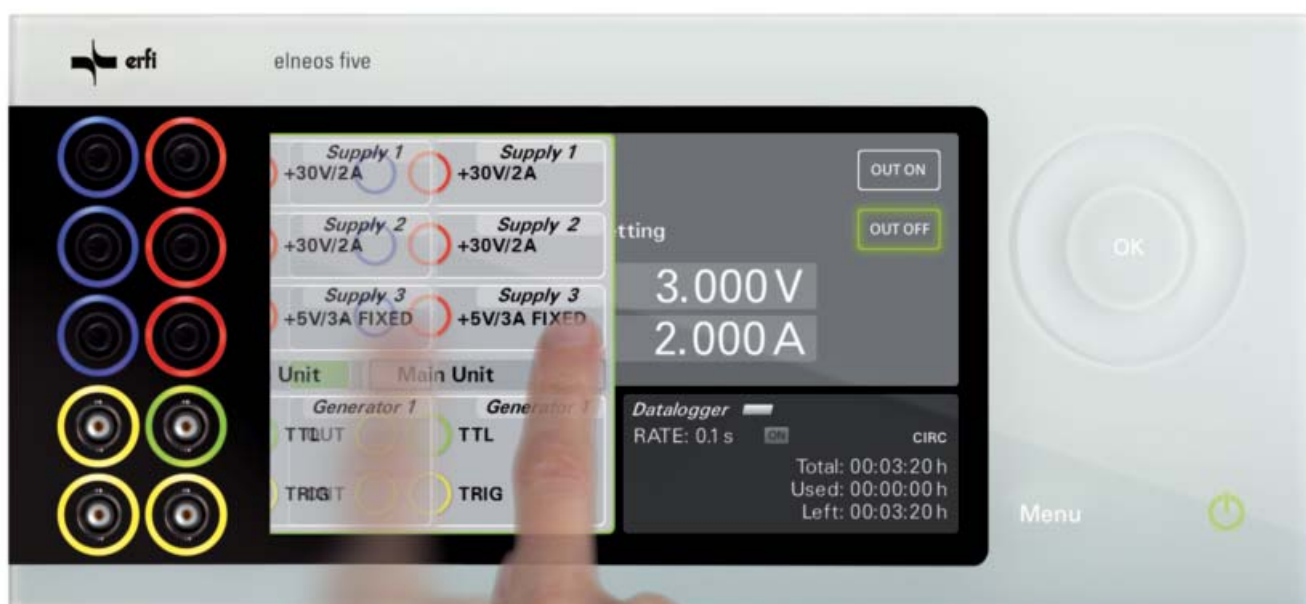 erfi
elneos five
Supply 1
+30V/2A
Supply 1
+30V/2A
Supply 2
+30V/2A
Supply 2
+30V/2A
Supply 3
+5V/3A FIXED
Supply 3
+5V/3A FIXED
Unit
Main Unit
Generator 1
TTL
TRIG
Generator 1
TTL
TRIG
OUT ON
OUT OFF
tting
3.000 V
2.000 A
Datalogger
RATE: 0.1 s ON CIRC
Total: 00:03:20 h
Used: 00:00:00 h
Left: 00:03:20 h
OK
Menu